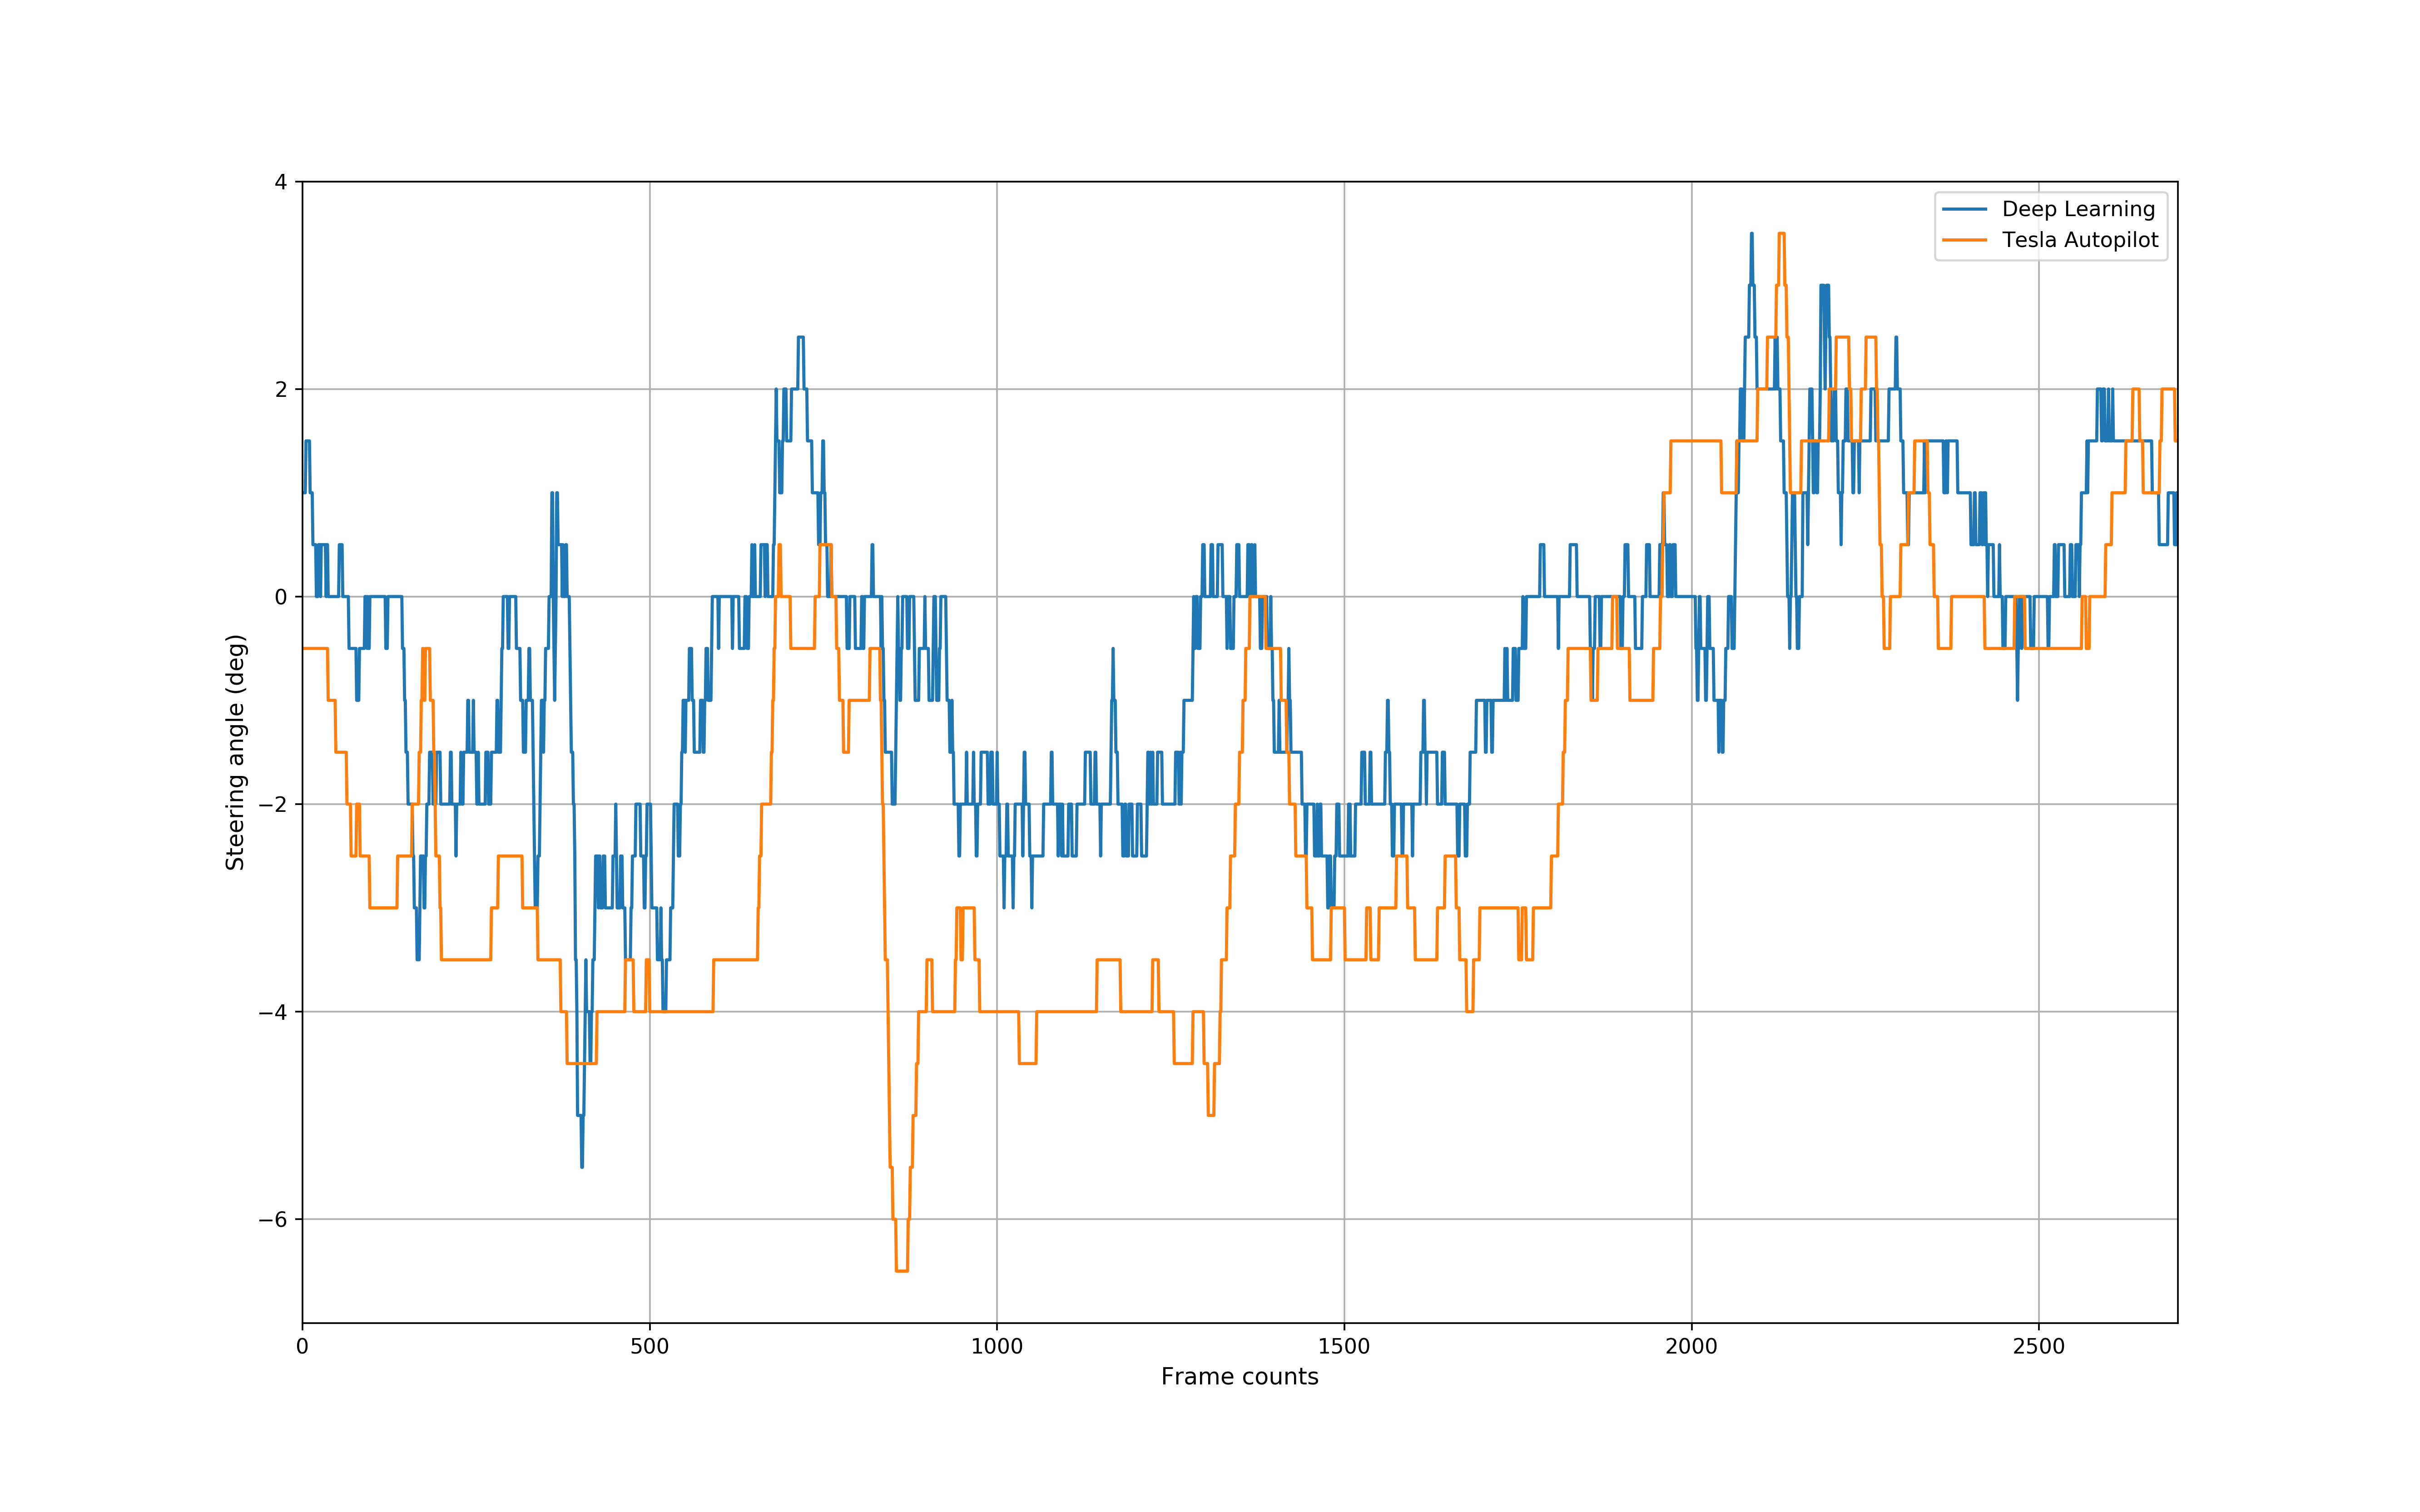 Deep Learning
Tesla Autopilot
4
2
0
−2
−4
−6
Steering angle (deg)
0 500 1000 1500 2000 2500
Frame counts